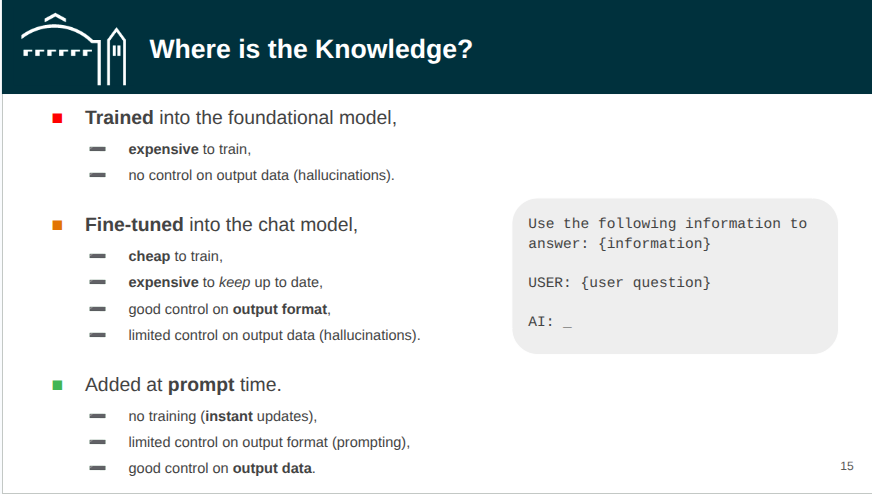 Where is the Knowledge?
Trained into the foundational model,
expensive to train,
no control on output data (hallucinations).
Fine-tuned into the chat model,
cheap to train,
expensive to keep up to date,
good control on output format,
limited control on output data (hallucinations).
Added at prompt time.
no training (instant updates),
limited control on output format (prompting),
good control on output data.
Use the following information to
answer: {information}
USER: {user question}
AI: _
15